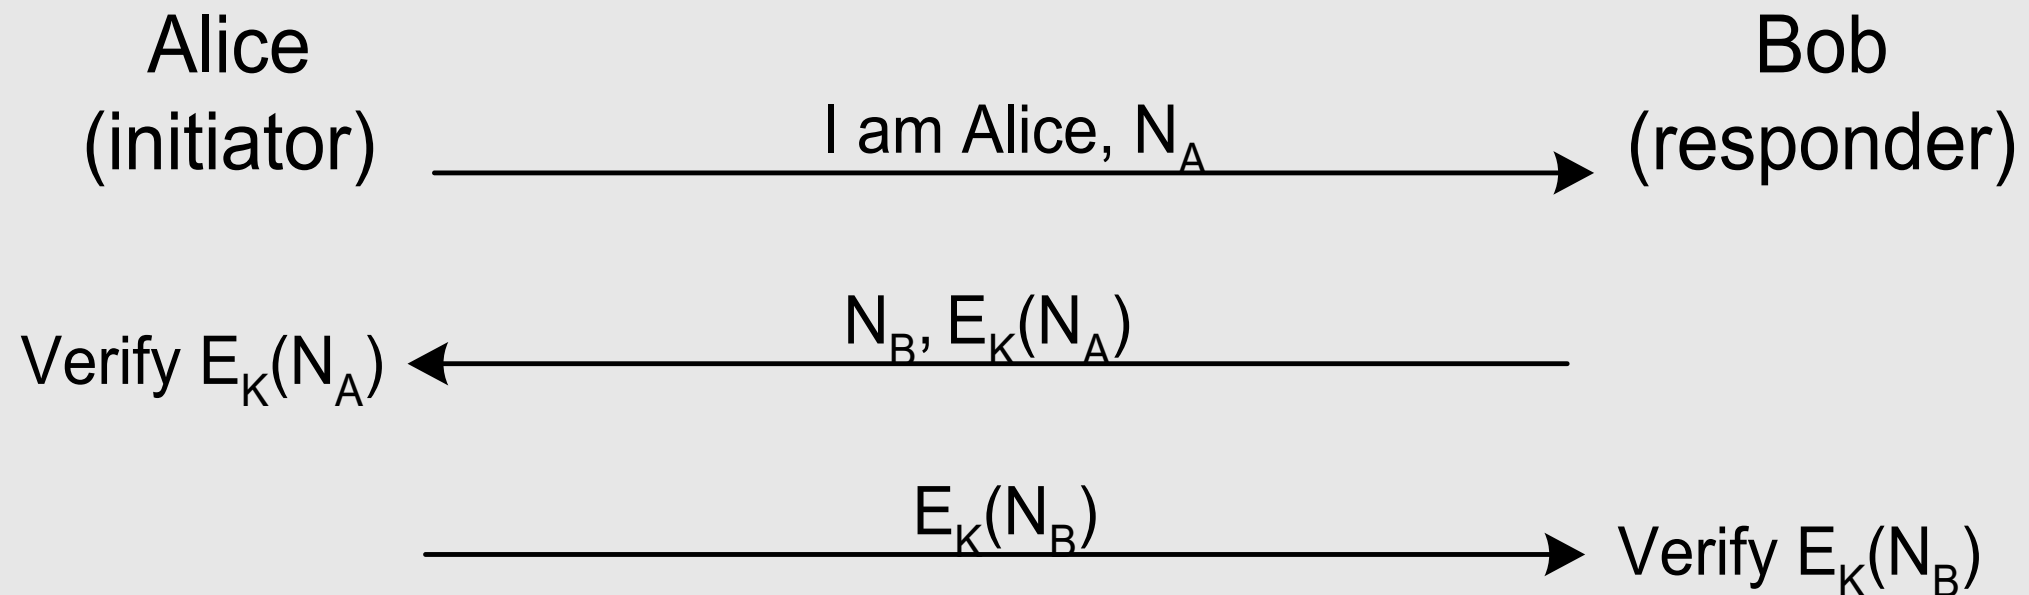 Alice
(initiator)
Bob
(responder)
I am Alice, N_A
N_B, E_K(N_A)
Verify E_K(N_A)
E_K(N_B)
Verify E_K(N_B)